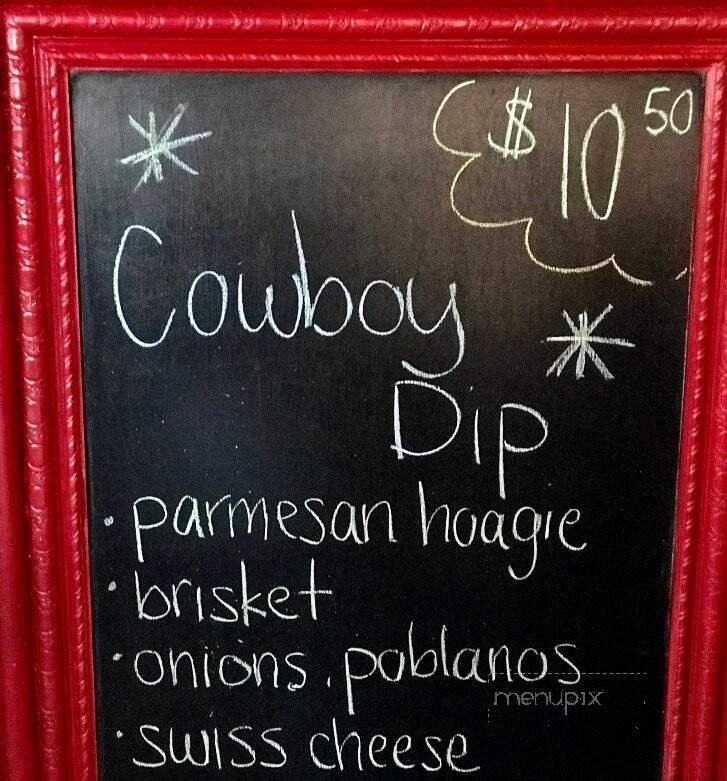 $10 50
Cowboy
Dip
· parmesan hoagie
· brisket
· onions, poblanos
· swiss cheese
menupix